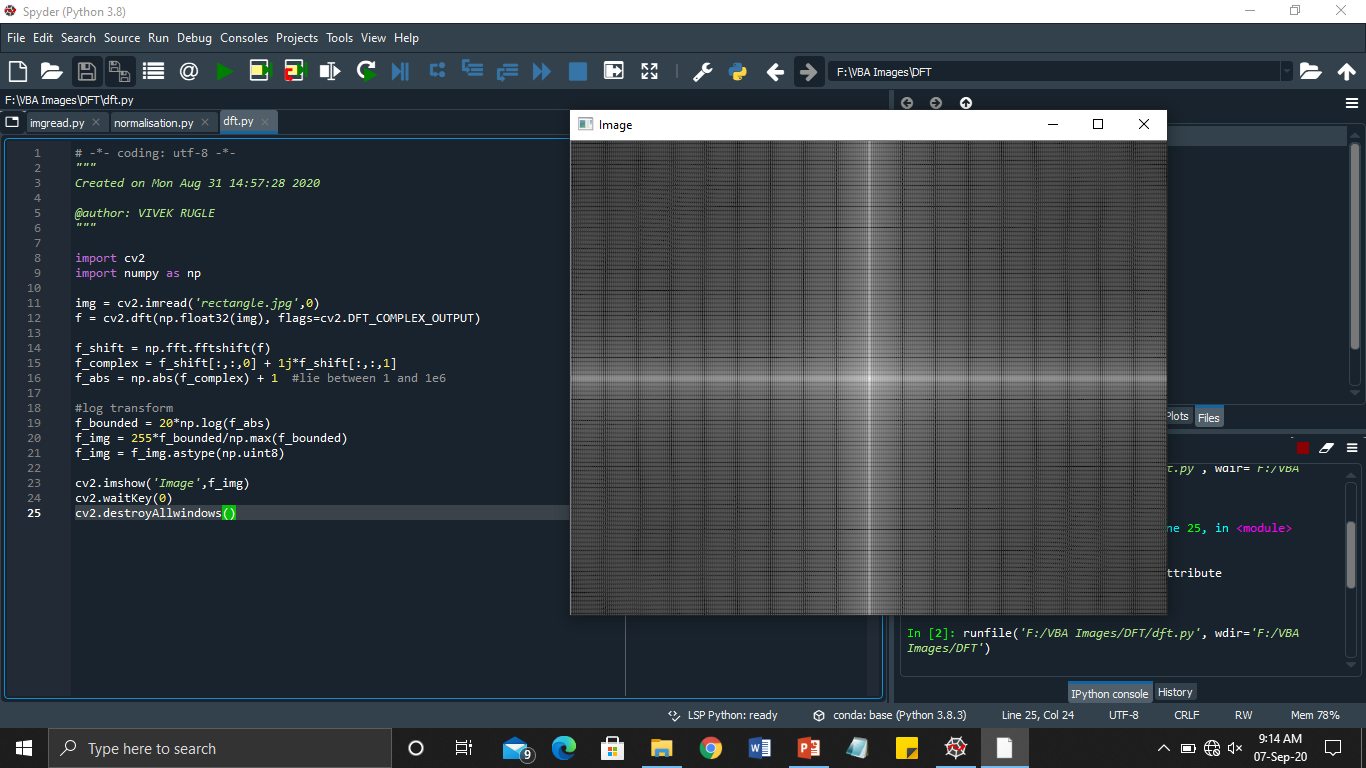 Spyder (Python 3.8)
File Edit Search Source Run Debug Consoles Projects Tools View Help
F:\VBA Images\DFT
F:\VBA Images\DFT\dft.py
imgread.py normalisation.py dft.py
1 # -*- coding: utf-8 -*-
2 """
3 Created on Mon Aug 31 14:57:28 2020
4
5 @author: VIVEK RUGLE
6 """
7
8 import cv2
9 import numpy as np
10
11 img = cv2.imread('rectangle.jpg',0)
12 f = cv2.dft(np.float32(img), flags=cv2.DFT_COMPLEX_OUTPUT)
13
14 f_shift = np.fft.fftshift(f)
15 f_complex = f_shift[:,:,0] + 1j*f_shift[:,:,1]
16 f_abs = np.abs(f_complex) + 1  #lie between 1 and 1e6
17
18 #log transform
19 f_bounded = 20*np.log(f_abs)
20 f_img = 255*f_bounded/np.max(f_bounded)
21 f_img = f_img.astype(np.uint8)
22
23 cv2.imshow('Image',f_img)
24 cv2.waitKey(0)
25 cv2.destroyAllwindows()
Image
Plots Files
t.py', wdir='F:/VBA
ne 25, in <module>
ttribute
In [2]: runfile('F:/VBA Images/DFT/dft.py', wdir='F:/VBA
Images/DFT')
IPython console History
LSP Python: ready conda: base (Python 3.8.3) Line 25, Col 24 UTF-8 CRLF RW Mem 78%
Type here to search
9
9:14 AM
07-Sep-20